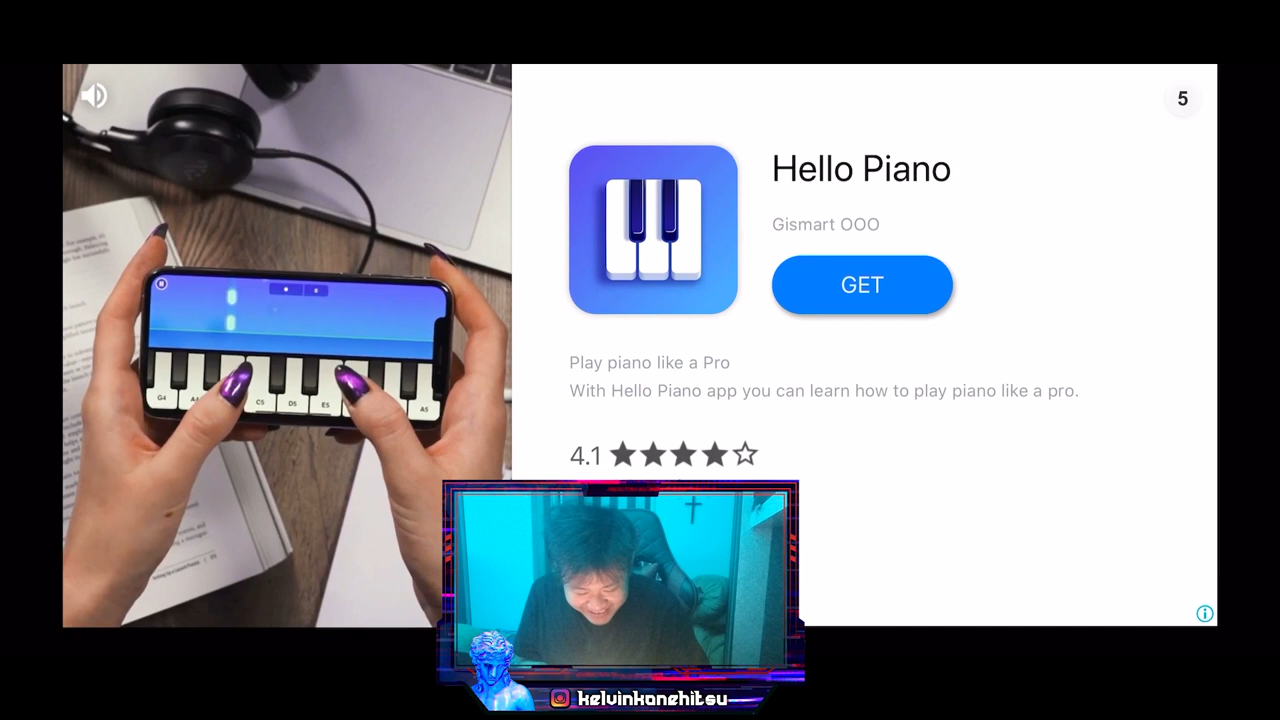 5
Hello Piano
Gismart OOO
GET
Play piano like a Pro
With Hello Piano app you can learn how to play piano like a pro.
4.1
G4
C5
D5
E5
A5
kelvinkanehitsu